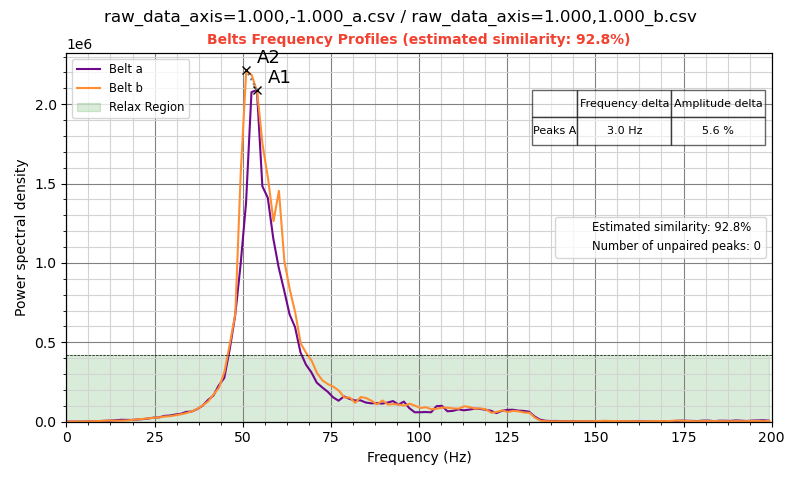 raw_data_axis=1.000,-1.000_a.csv / raw_data_axis=1.000,1.000_b.csv
Belts Frequency Profiles (estimated similarity: 92.8%)
1e6
A2
A1
Belt a
Belt b
Relax Region
Frequency delta Amplitude delta
Peaks A 3.0 Hz 5.6 %
Estimated similarity: 92.8%
Number of unpaired peaks: 0
Power spectral density
2.0
1.5
1.0
0.5
0.0
0 25 50 75 100 125 150 175 200
Frequency (Hz)